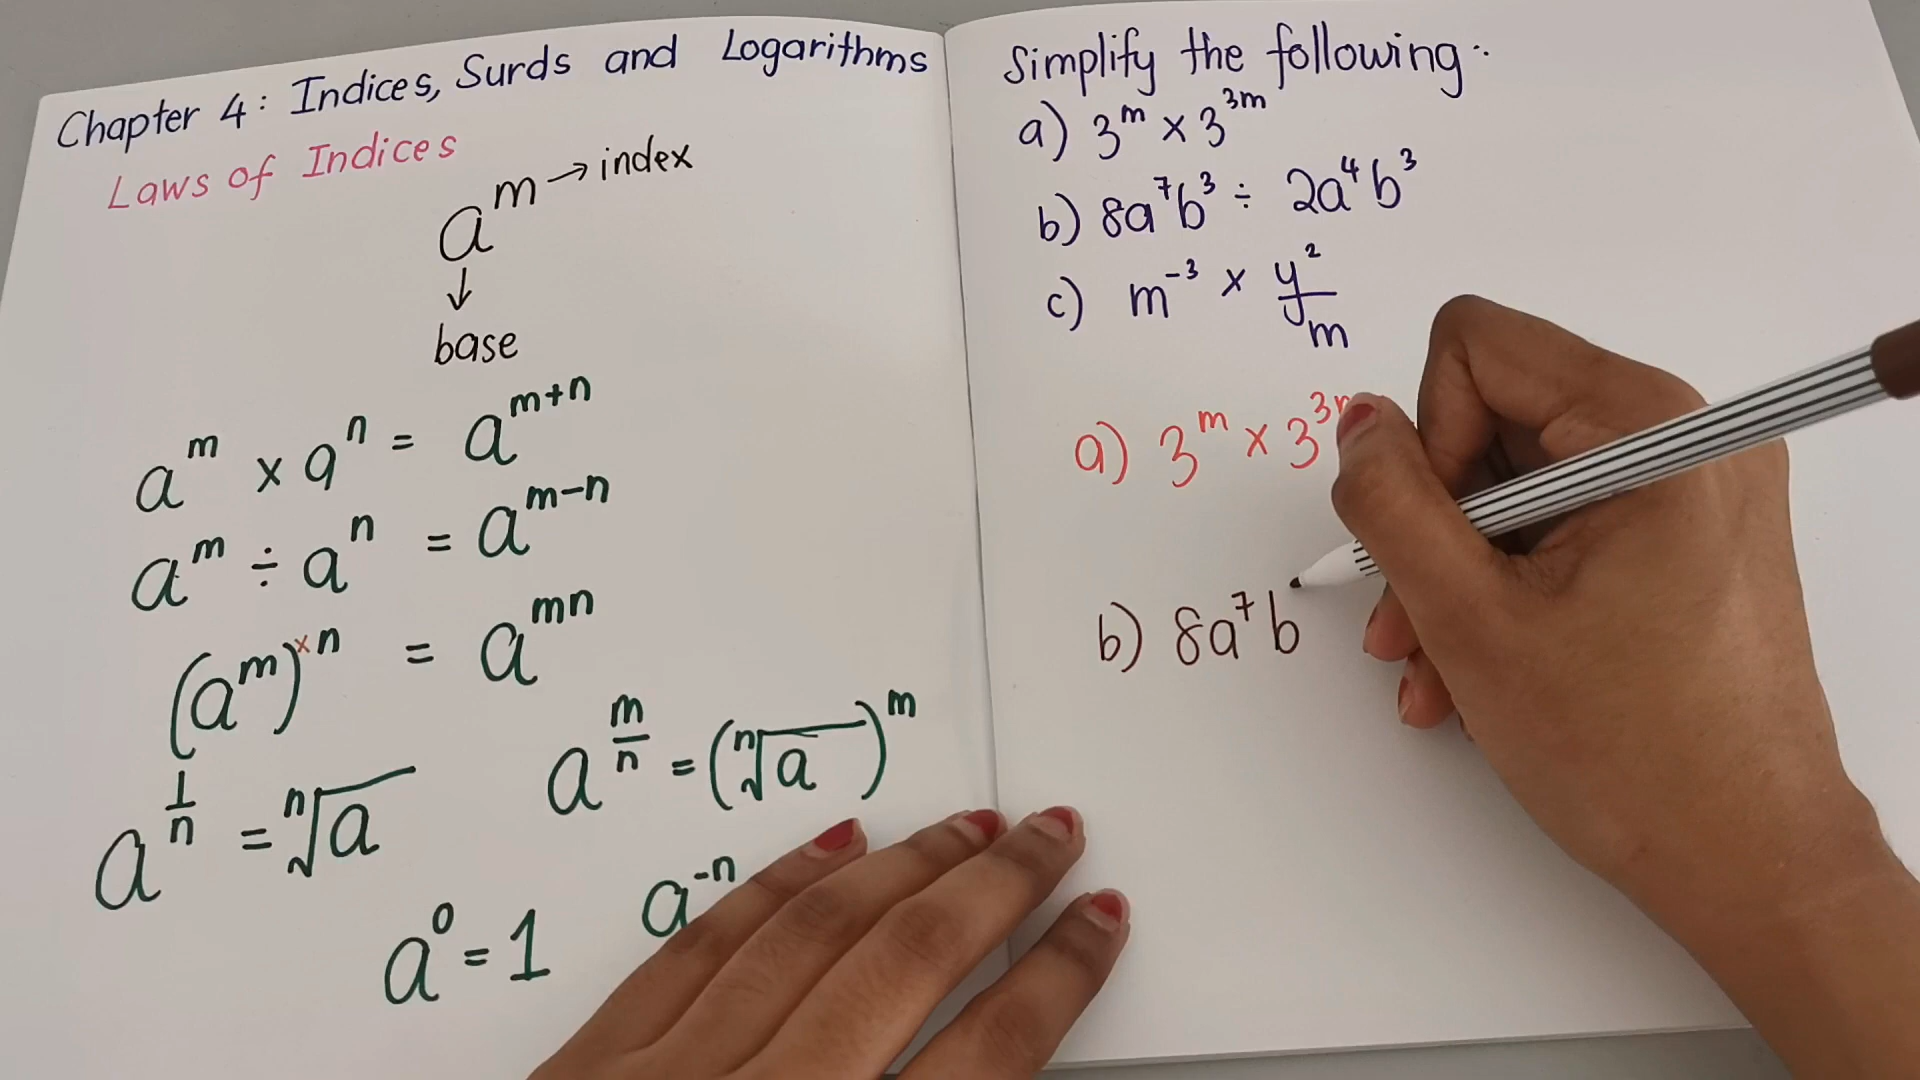 Chapter 4: Indices, Surds and Logarithms
Laws of Indices
a^m → index
↓
base
a^m × a^n = a^(m+n)
a^m ÷ a^n = a^(m-n)
(a^m)^(×n) = a^(mn)
a^(1/n) = ⁿ√a
a^(m/n) = (ⁿ√a)^m
a^0 = 1
a^(-n)
Simplify the following:
a) 3^m × 3^(3m)
b) 8a^7b^3 ÷ 2a^4b^3
c) m^(-3) × y^2/m
a) 3^m × 3^3
b) 8a^7b